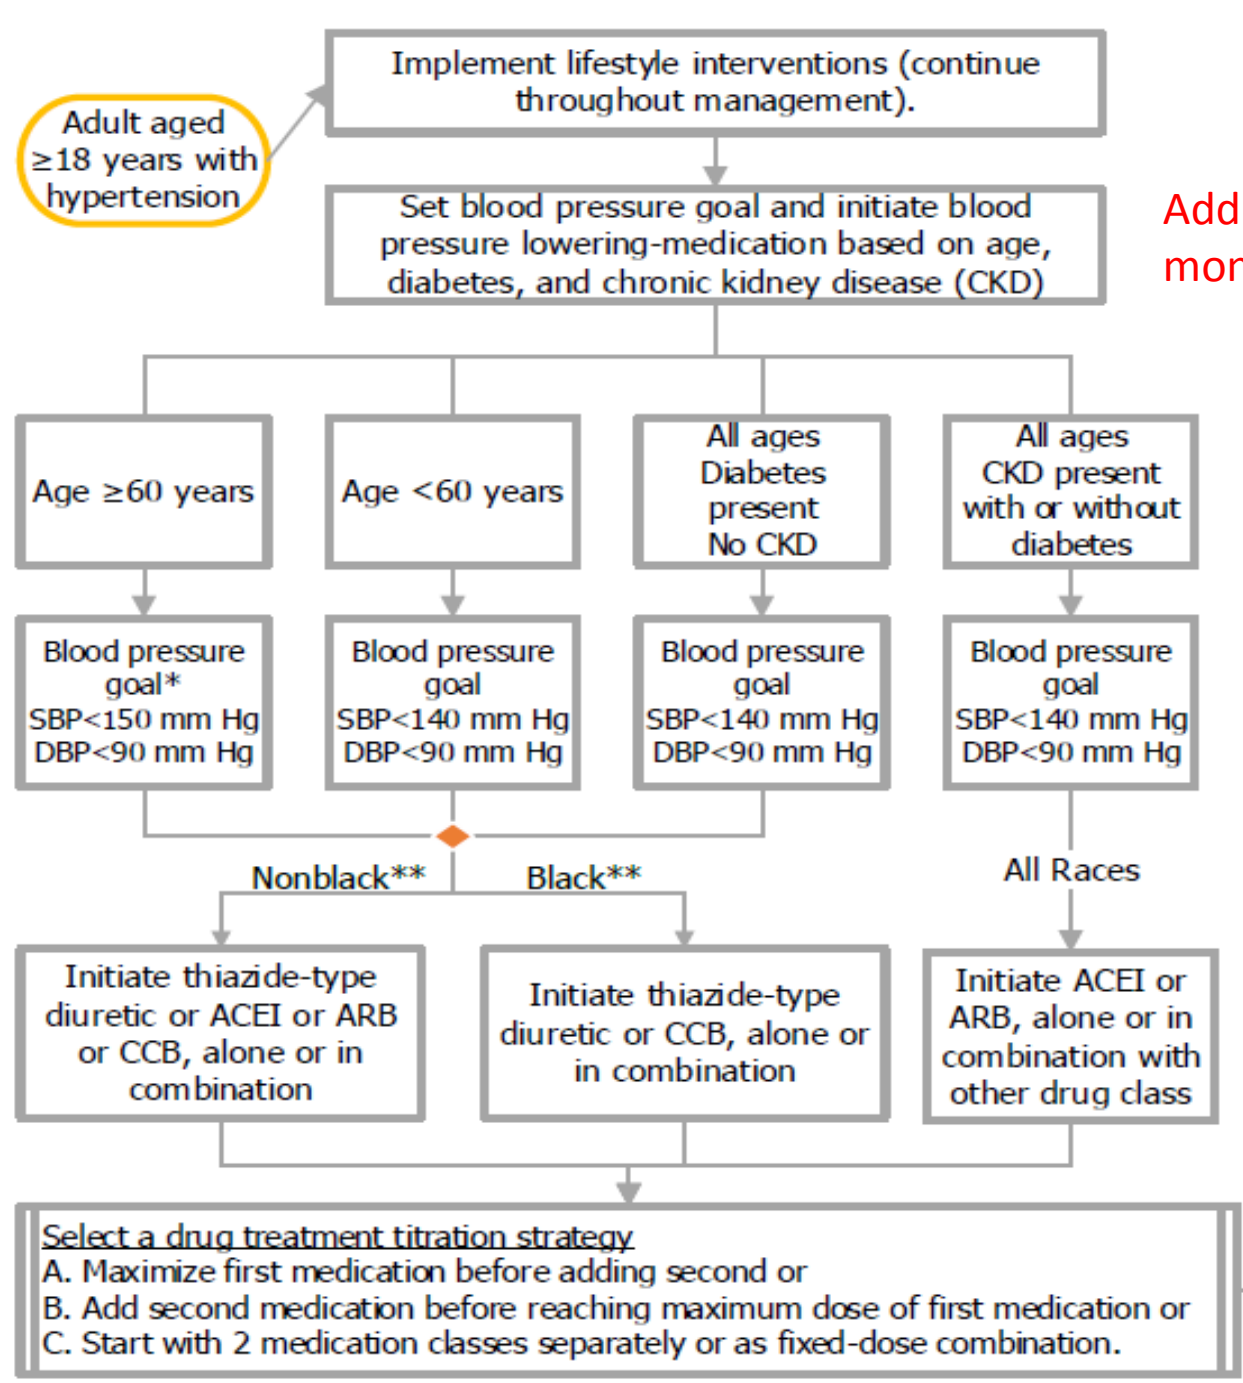 Implement lifestyle interventions (continue
throughout management).
Adult aged
≥18 years with
hypertension
Set blood pressure goal and initiate blood
pressure lowering-medication based on age,
diabetes, and chronic kidney disease (CKD)
Add
mon
Age ≥60 years
Age <60 years
All ages
Diabetes
present
No CKD
All ages
CKD present
with or without
diabetes
Blood pressure
goal*
SBP<150 mm Hg
DBP<90 mm Hg
Blood pressure
goal
SBP<140 mm Hg
DBP<90 mm Hg
Blood pressure
goal
SBP<140 mm Hg
DBP<90 mm Hg
Blood pressure
goal
SBP<140 mm Hg
DBP<90 mm Hg
Nonblack**
Black**
All Races
Initiate thiazide-type
diuretic or ACEI or ARB
or CCB, alone or in
combination
Initiate thiazide-type
diuretic or CCB, alone or
in combination
Initiate ACEI or
ARB, alone or in
combination with
other drug class
Select a drug treatment titration strategy
A. Maximize first medication before adding second or
B. Add second medication before reaching maximum dose of first medication or
C. Start with 2 medication classes separately or as fixed-dose combination.